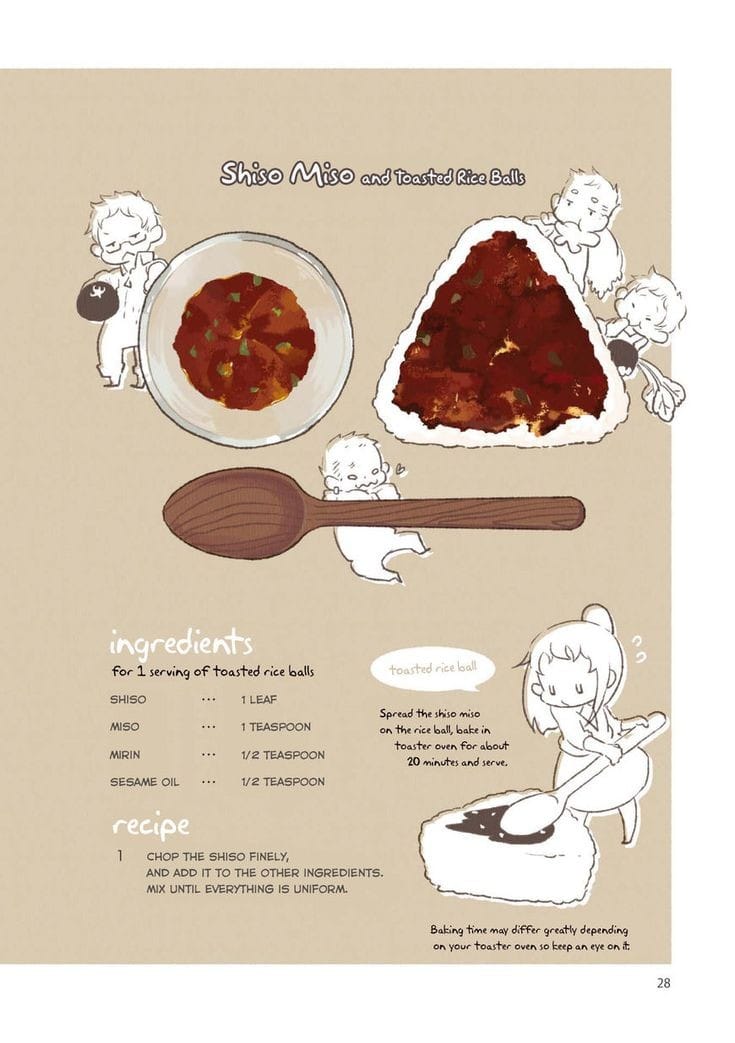 Shiso Miso and Toasted Rice Balls
ingredients
for 1 serving of toasted rice balls
SHISO ... 1 LEAF
MISO ... 1 TEASPOON
MIRIN ... 1/2 TEASPOON
SESAME OIL ... 1/2 TEASPOON
recipe
1 CHOP THE SHISO FINELY,
AND ADD IT TO THE OTHER INGREDIENTS.
MIX UNTIL EVERYTHING IS UNIFORM.
toasted rice ball
Spread the shiso miso
on the rice ball, bake in
toaster oven for about
20 minutes and serve.
Baking time may differ greatly depending
on your toaster oven so keep an eye on it.
28